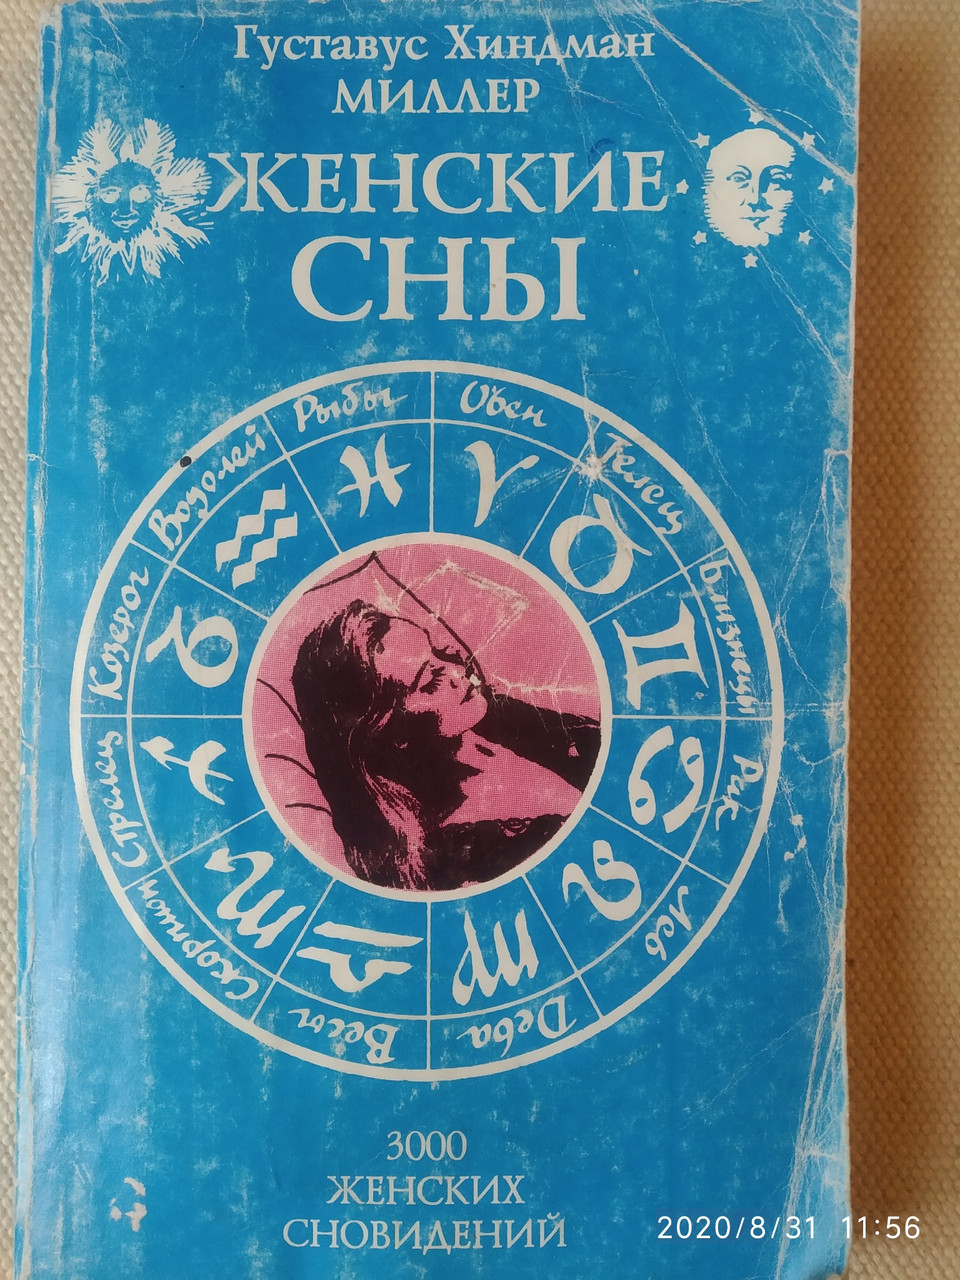 Густавус Хиндман
МИЛЛЕР
ЖЕНСКИЕ
СНЫ
Рыбы
Овен
Телец
Близнецы
Рак
Лев
Дева
Весы
Скорпион
Стрелец
Козерог
Водолей
3000
ЖЕНСКИХ
СНОВИДЕНИЙ
2020/8/31 11:56